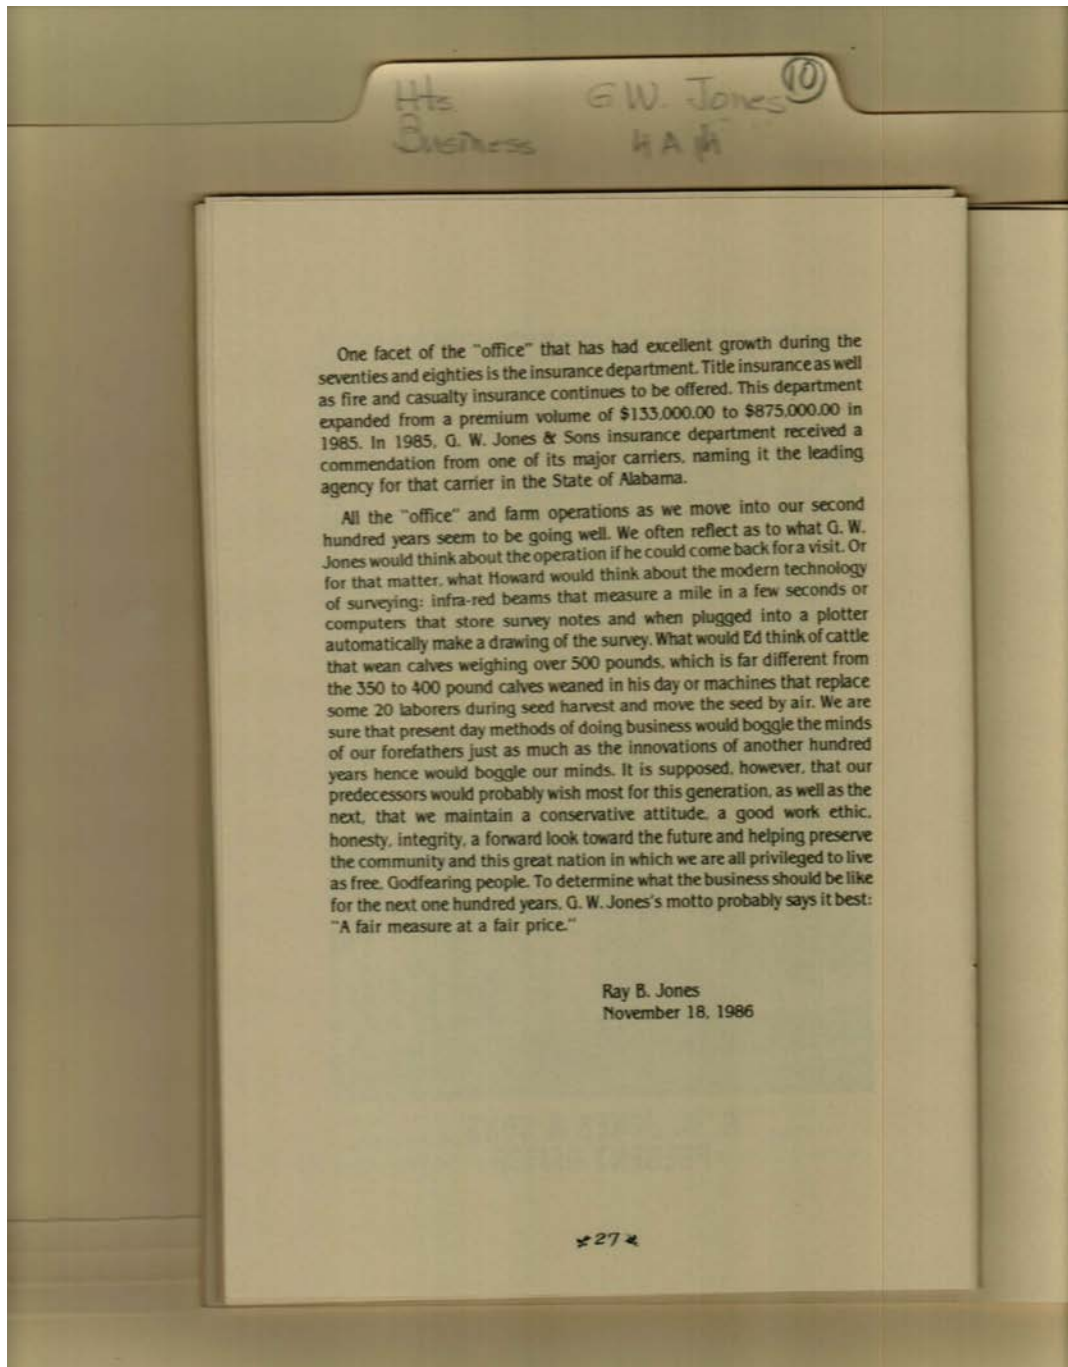 Hts G.W. Jones 10
Business
One facet of the "office" that has had excellent growth during the
seventies and eighties is the insurance department. Title insurance as well
as fire and casualty insurance continues to be offered. This department
expanded from a premium volume of $133,000.00 to $875,000.00 in
1985. In 1985, G. W. Jones & Sons insurance department received a
commendation from one of its major carriers, naming it the leading
agency for that carrier in the State of Alabama.
All the "office" and farm operations as we move into our second
hundred years seem to be going well. We often reflect as to what G. W.
Jones would think about the operation if he could come back for a visit. Or
for that matter, what Howard would think about the modern technology
of surveying: infra-red beams that measure a mile in a few seconds or
computers that store survey notes and when plugged into a plotter
automatically make a drawing of the survey. What would Ed think of cattle
that wean calves weighing over 500 pounds, which is far different from
the 350 to 400 pound calves weaned in his day or machines that replace
some 20 laborers during seed harvest and move the seed by air. We are
sure that present day methods of doing business would boggle the minds
of our forefathers just as much as the innovations of another hundred
years hence would boggle our minds. It is supposed, however, that our
predecessors would probably wish most for this generation, as well as the
next, that we maintain a conservative attitude, a good work ethic,
honesty, integrity, a forward look toward the future and helping preserve
the community and this great nation in which we are all privileged to live
as free, Godfearing people. To determine what the business should be like
for the next one hundred years, G. W. Jones's motto probably says it best:
"A fair measure at a fair price."
Ray B. Jones
November 18, 1986
27